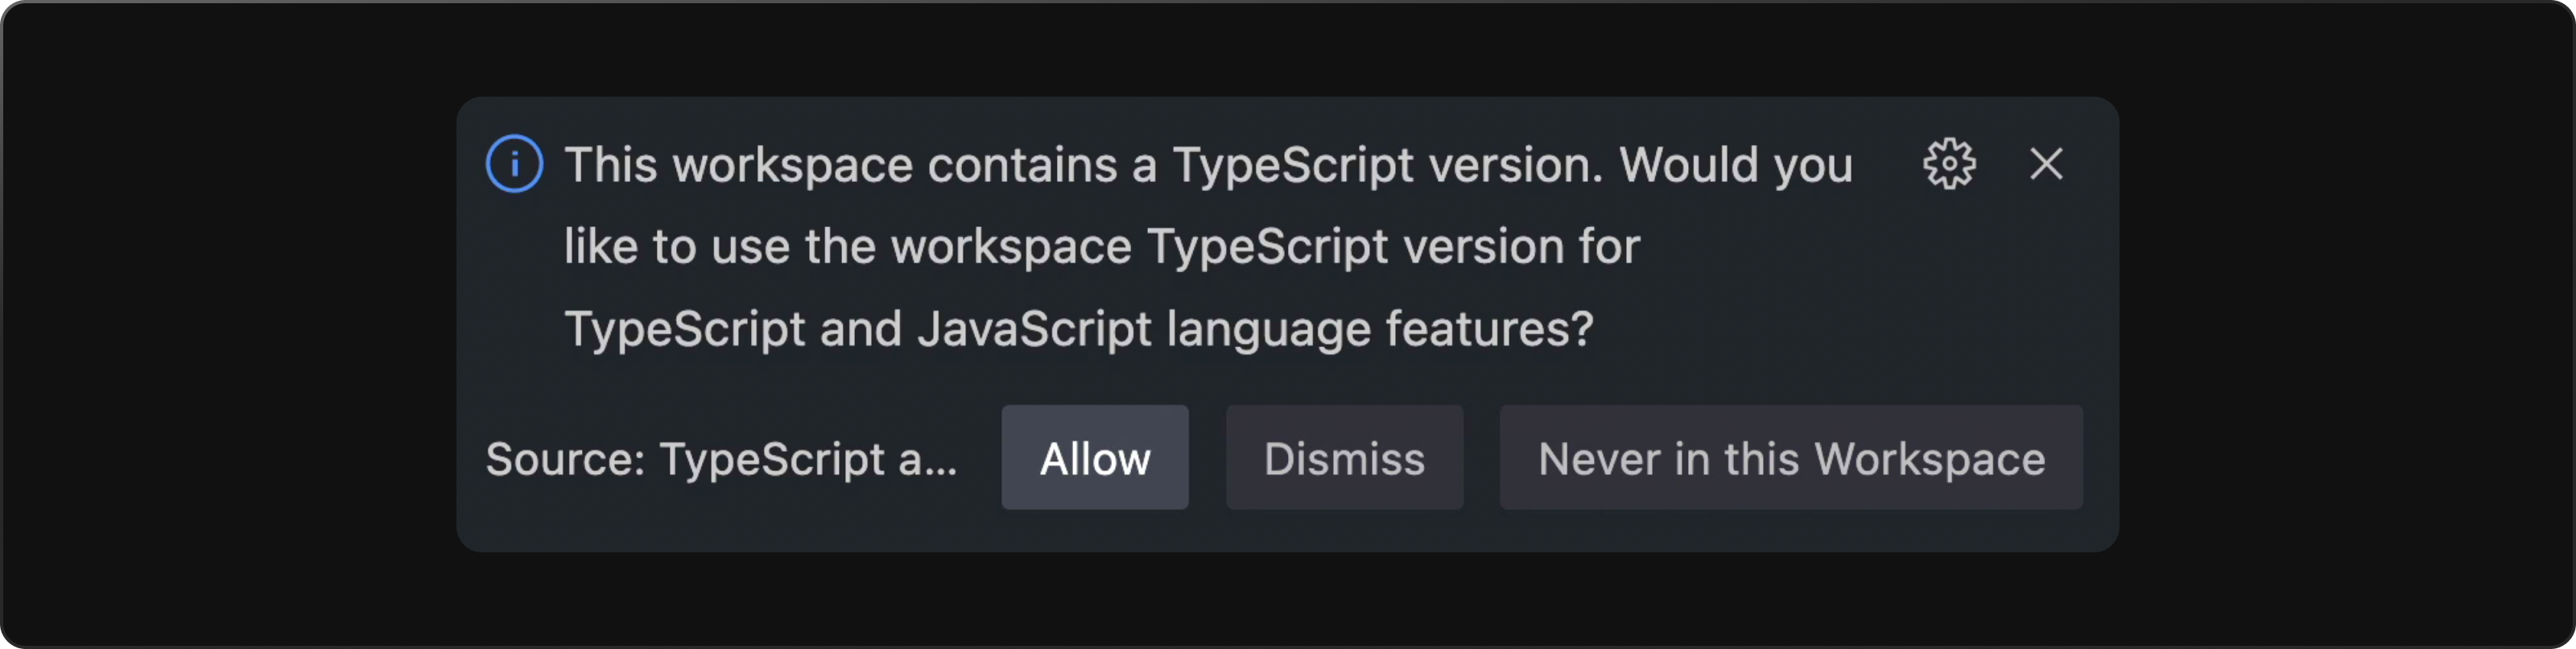 This workspace contains a TypeScript version. Would you
like to use the workspace TypeScript version for
TypeScript and JavaScript language features?
Source: TypeScript a... Allow Dismiss Never in this Workspace